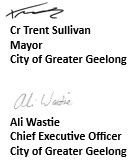 Cr Trent Sullivan
Mayor
City of Greater Geelong
Ali Wastie
Ali Wastie
Chief Executive Officer
City of Greater Geelong